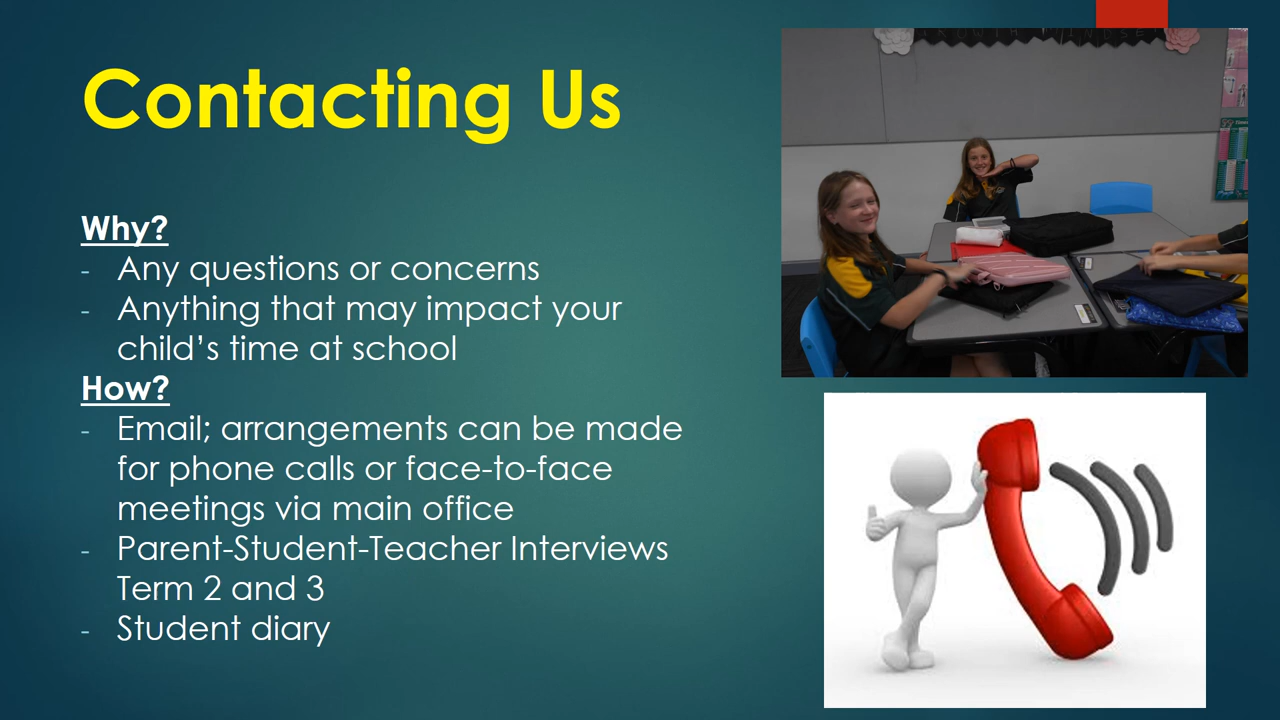 Contacting Us
Why?
- Any questions or concerns
- Anything that may impact your
child’s time at school
How?
- Email; arrangements can be made
for phone calls or face-to-face
meetings via main office
- Parent-Student-Teacher Interviews
Term 2 and 3
- Student diary